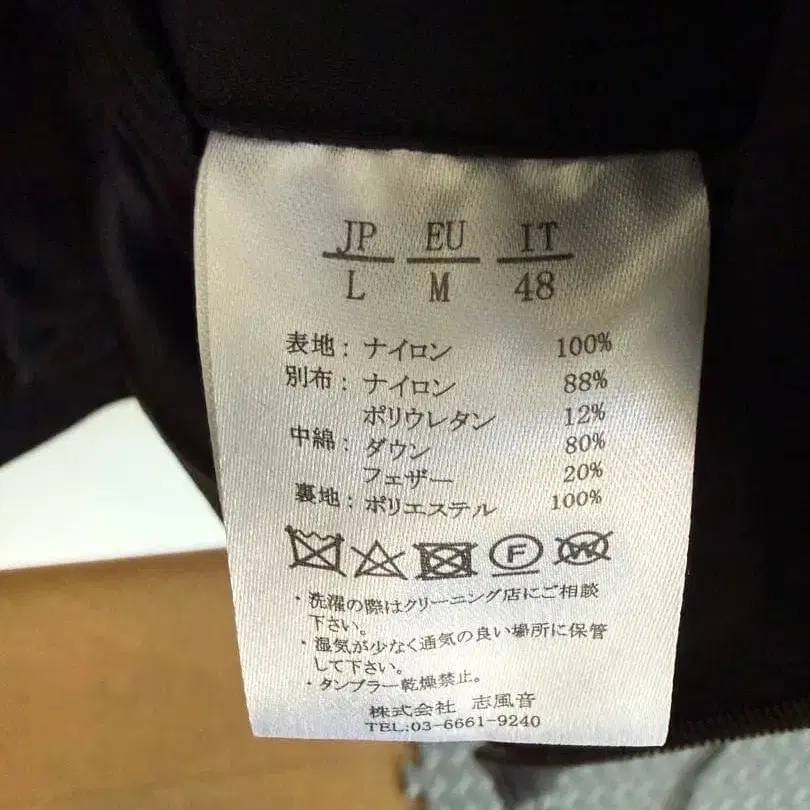 JP EU IT
L M 48
表地：ナイロン 100%
別布：ナイロン 88%
ポリウレタン 12%
中綿：ダウン 80%
フェザー 20%
裏地：ポリエステル 100%
F W
・洗濯の際はクリーニング店にご相談
下さい。
・湿気が少なく通気の良い場所に保管
して下さい。
・タンブラー乾燥禁止。
株式会社 志風音
TEL:03-6661-9240